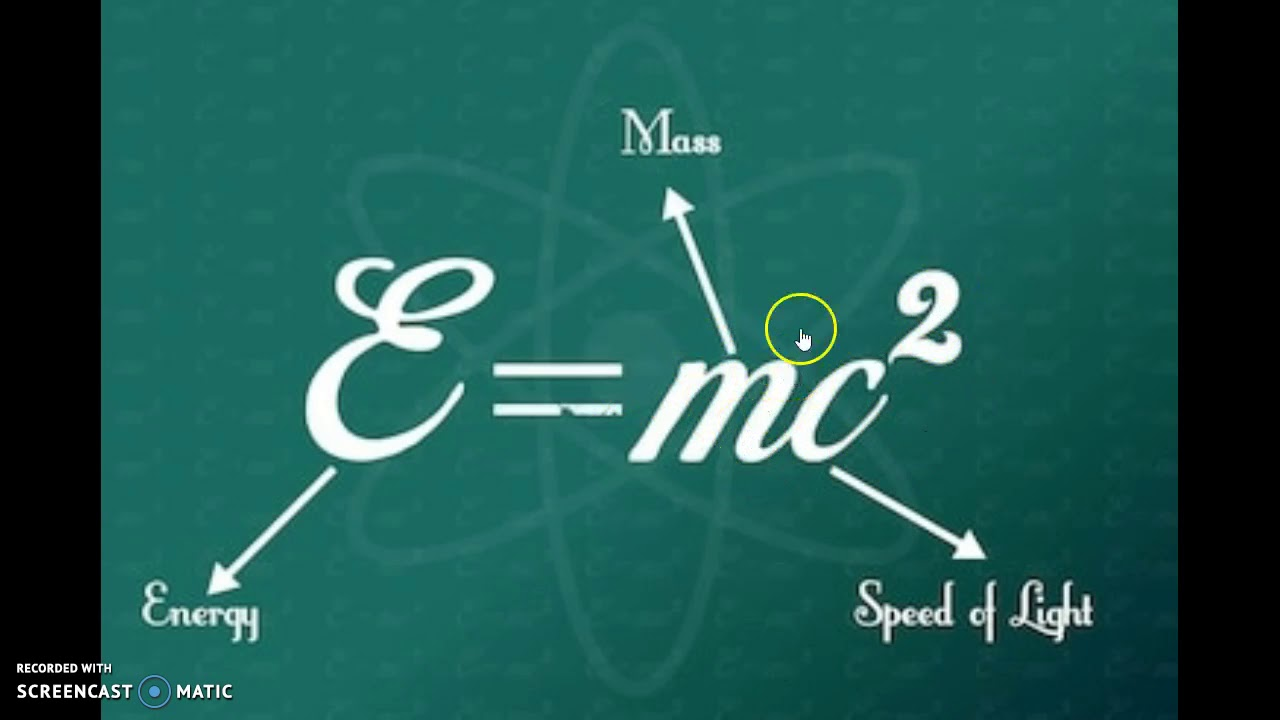 Mass
E=mc²
Energy
Speed of Light
RECORDED WITH
SCREENCAST MATIC